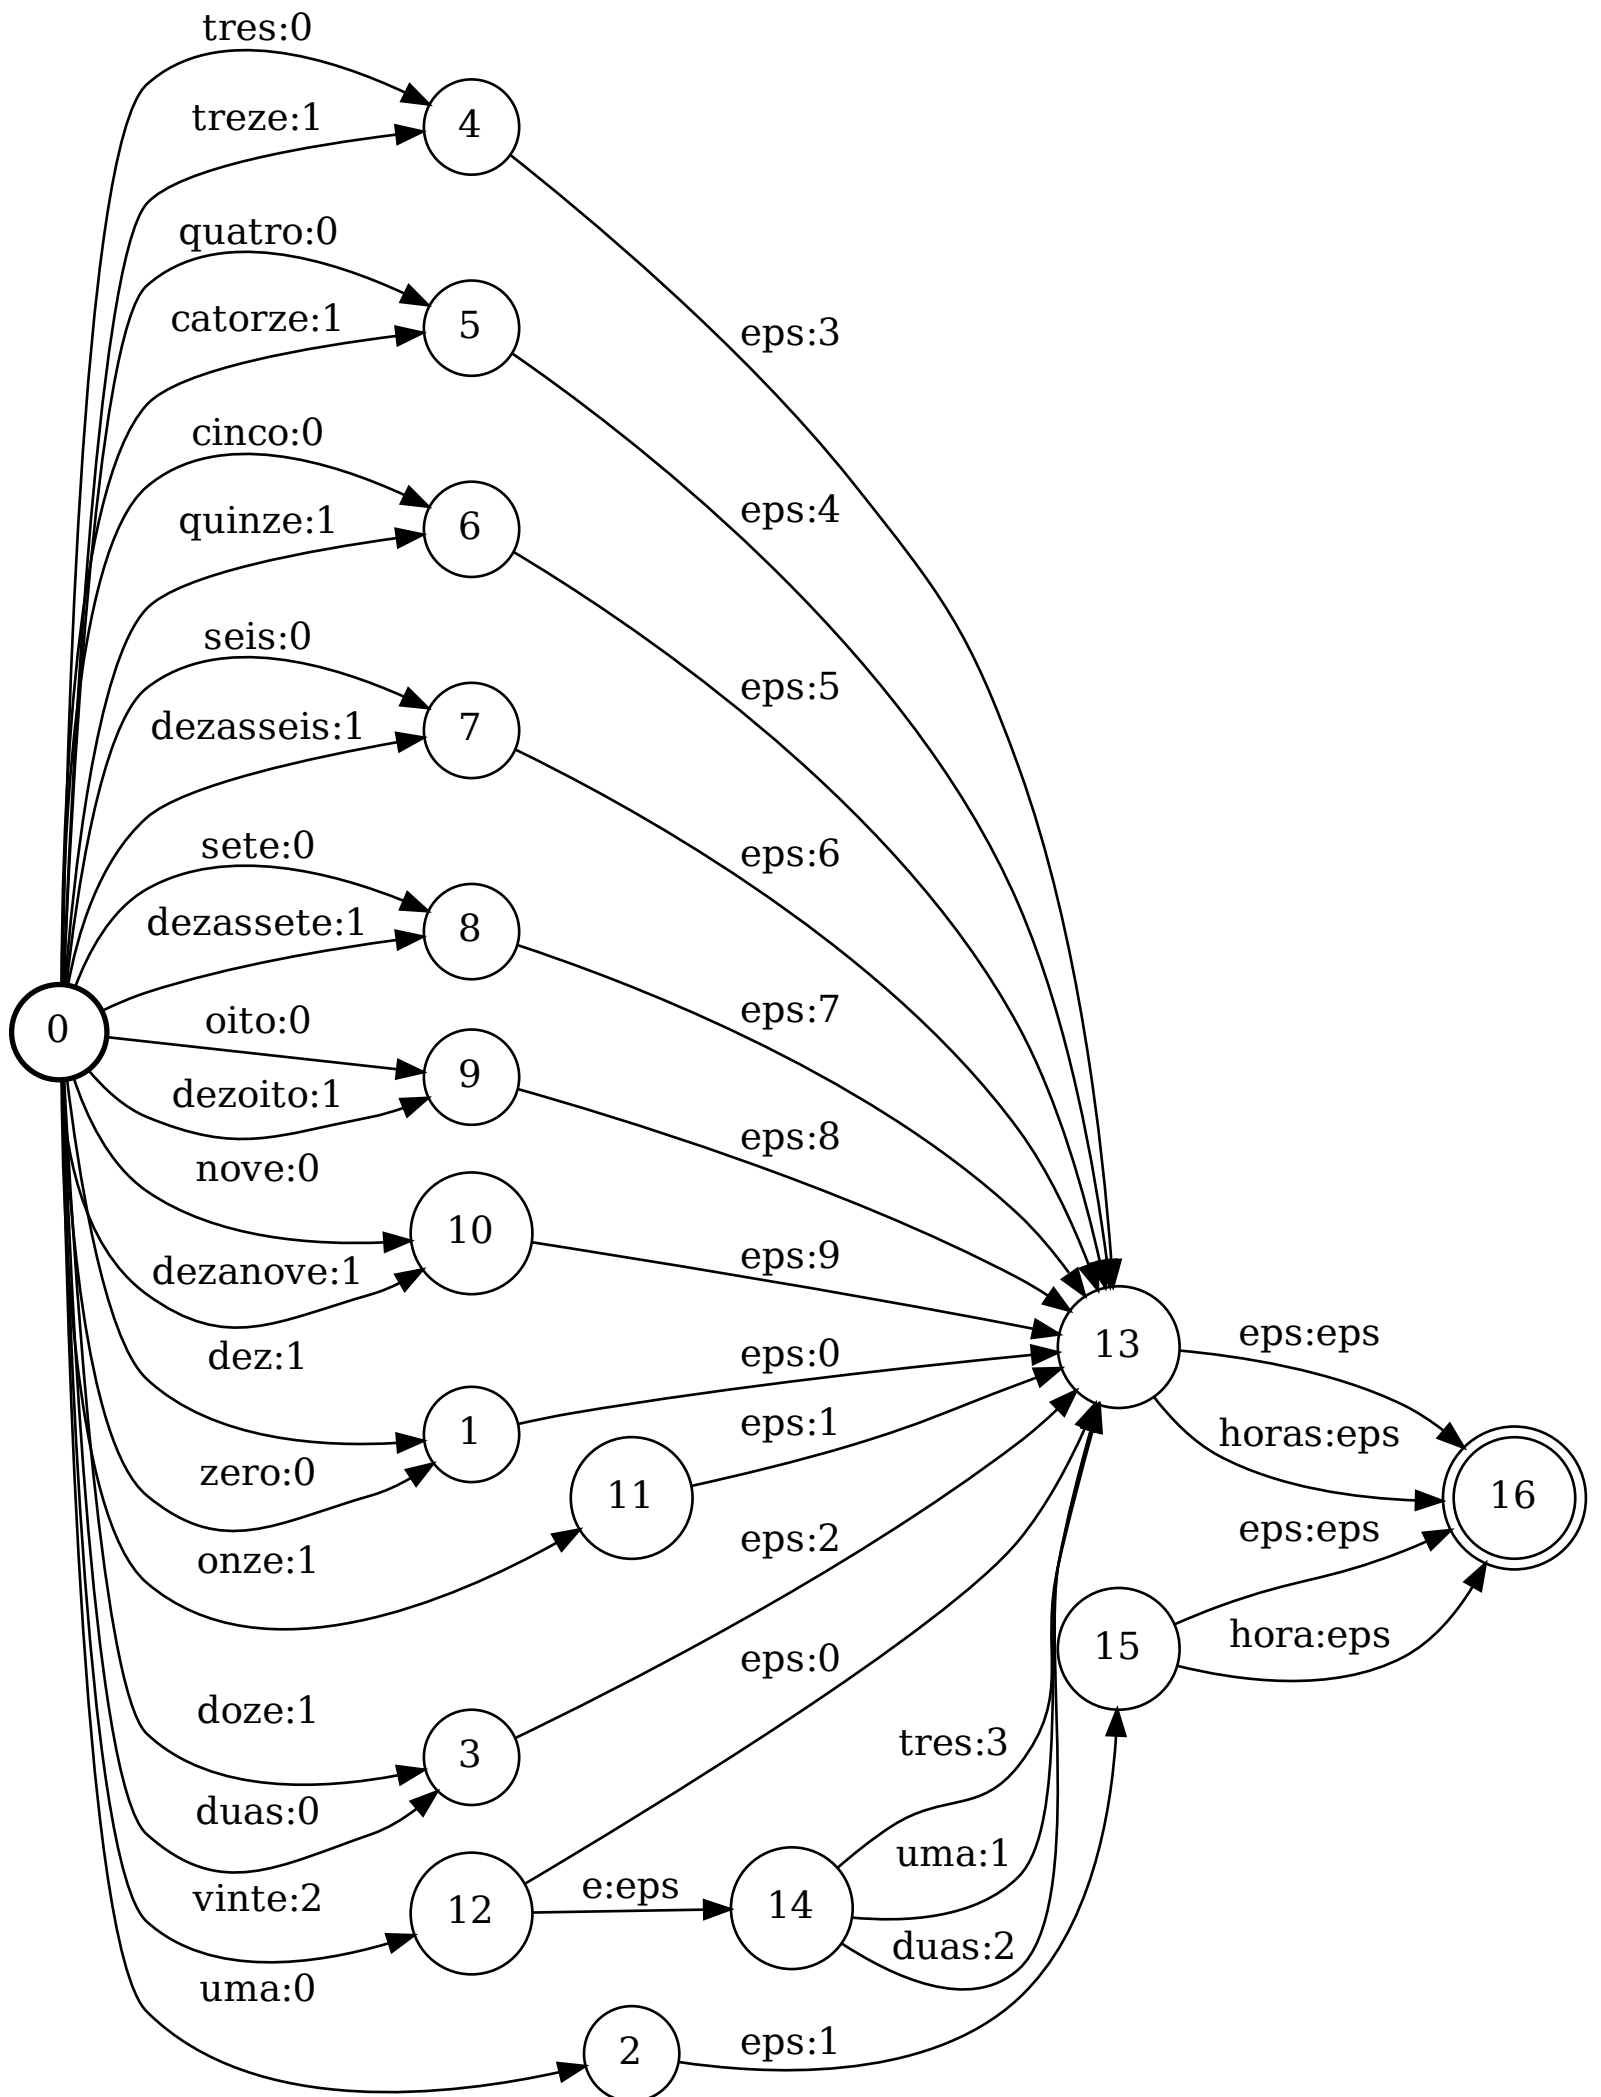 tres:0
4
treze:1
quatro:0
5
catorze:1
eps:3
cinco:0
6
quinze:1
eps:4
seis:0
7
dezasseis:1
eps:5
sete:0
8
dezassete:1
eps:6
0
oito:0
9
dezoito:1
eps:7
nove:0
10
dezanove:1
eps:8
eps:9
13
eps:eps
dez:1
1
eps:0
zero:0
11
eps:1
horas:eps
16
onze:1
eps:2
eps:eps
doze:1
3
eps:0
15
hora:eps
duas:0
tres:3
vinte:2
12
e:eps
14
uma:1
duas:2
uma:0
2
eps:1